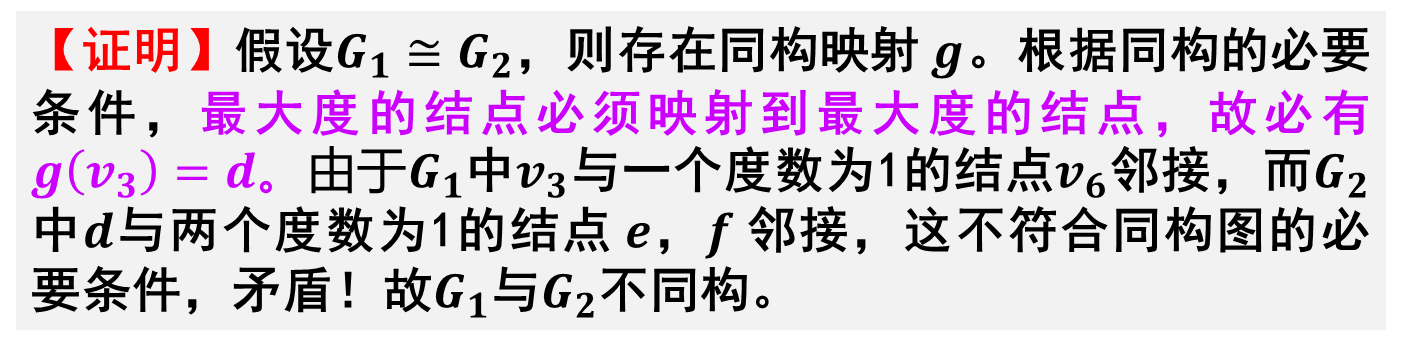 【证明】假设G₁ ≅ G₂，则存在同构映射 g。根据同构的必要
条件，最大度的结点必须映射到最大度的结点，故必有
g(v₃) = d。由于G₁中v₃与一个度数为1的结点v₆邻接，而G₂
中d与两个度数为1的结点 e，f 邻接，这不符合同构图的必
要条件，矛盾！故G₁与G₂不同构。